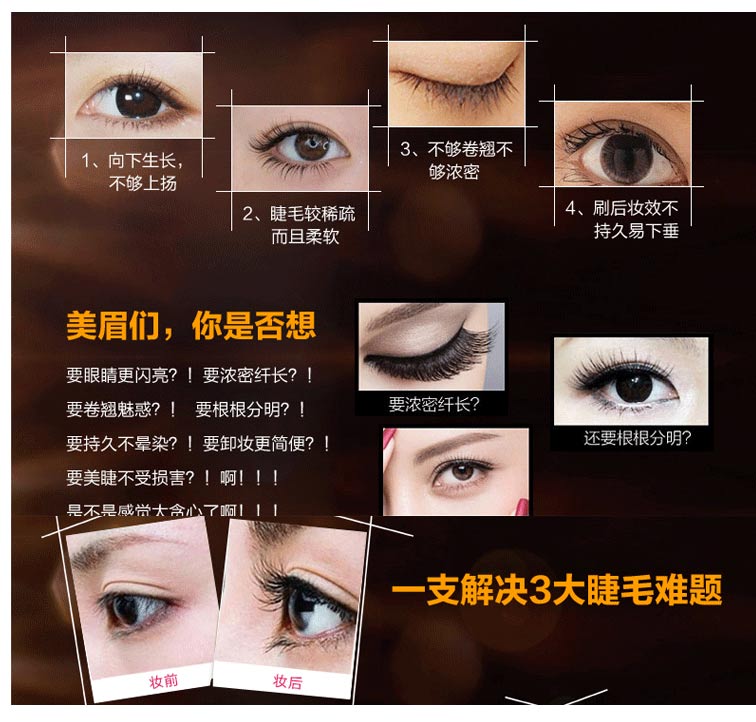 1、向下生长，
不够上扬
2、睫毛较稀疏
而且柔软
3、不够卷翘不
够浓密
4、刷后妆效不
持久易下垂
美眉们，你是否想
要眼睛更闪亮？！要浓密纤长？！
要卷翘魅惑？！ 要根根分明？！
要持久不晕染？！要卸妆更简便？！
要美睫不受损害？！啊！！！
是不是感觉太贪心了啊！！！
要浓密纤长？
还要根根分明？
一支解决3大睫毛难题
妆前
妆后